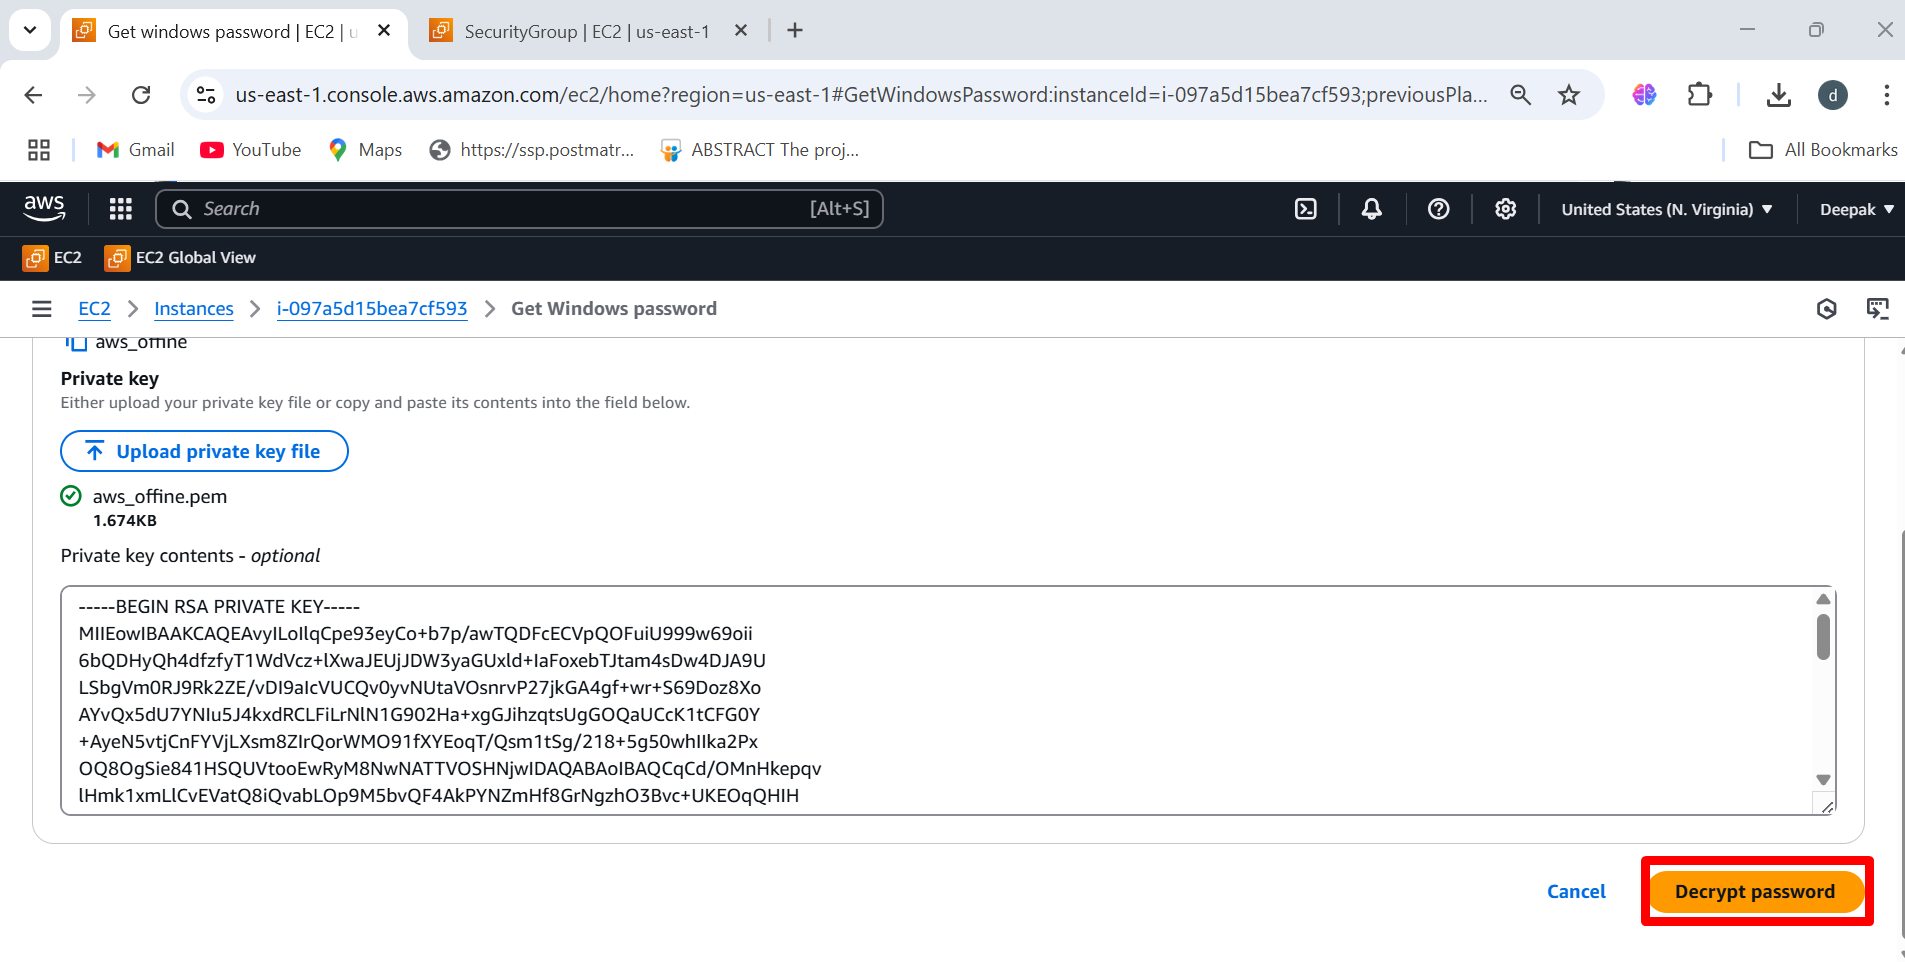 Get windows password | EC2 | u
SecurityGroup | EC2 | us-east-1
us-east-1.console.aws.amazon.com/ec2/home?region=us-east-1#GetWindowsPassword:instanceId=i-097a5d15bea7cf593;previousPla...
d
Gmail
YouTube
Maps
https://ssp.postmatr...
ABSTRACT The proj...
All Bookmarks
aws
Search
[Alt+S]
United States (N. Virginia)
Deepak
EC2
EC2 Global View
EC2
Instances
i-097a5d15bea7cf593
Get Windows password
aws_offine
Private key
Either upload your private key file or copy and paste its contents into the field below.
Upload private key file
aws_offine.pem
1.674KB
Private key contents - optional
-----BEGIN RSA PRIVATE KEY-----
MIIEowIBAAKCAQEAvyILoIlqCpe93eyCo+b7p/awTQDFcECVpQOFuiU999w69oii
6bQDHyQh4dfzfyT1WdVcz+lXwaJEUjJDW3yaGUxld+IaFoxebTJtam4sDw4DJA9U
LSbgVm0RJ9Rk2ZE/vDI9aIcVUCQv0yvNUtaVOsnrvP27jkGA4gf+wr+S69Doz8Xo
AYvQx5dU7YNIu5J4kxdRCLFiLrNlN1G902Ha+xgGJihzqtsUgGOQaUCcK1tCFG0Y
+AyeN5vtjCnFYVjLXsm8ZIrQorWMO91fXYEoqT/Qsm1tSg/218+5g50whIIka2Px
OQ8OgSie841HSQUVtooEwRyM8NwNATTVOSHNjwIDAQABAoIBAQCqCd/OMnHkepqv
lHmk1xmLlCvEVatQ8iQvabLOp9M5bvQF4AkPYNZmHf8GrNgzhO3Bvc+UKEOqQHIH
Cancel
Decrypt password